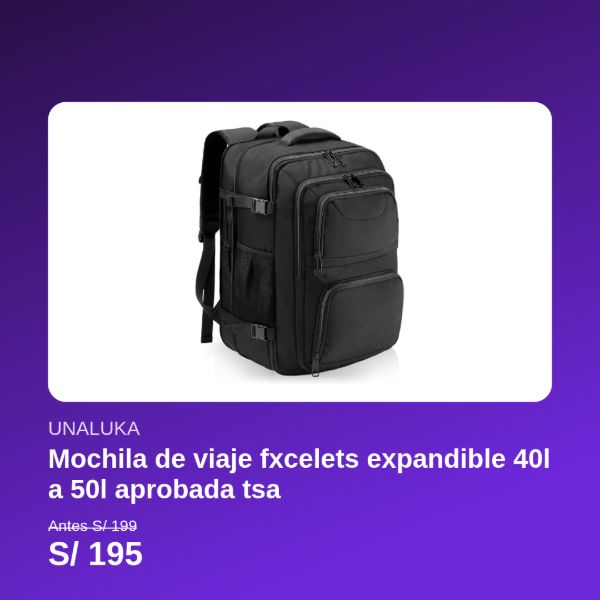 UNALUKA
Mochila de viaje fxcelets expandible 40l
a 50l aprobada tsa
Antes S/ 199
S/ 195